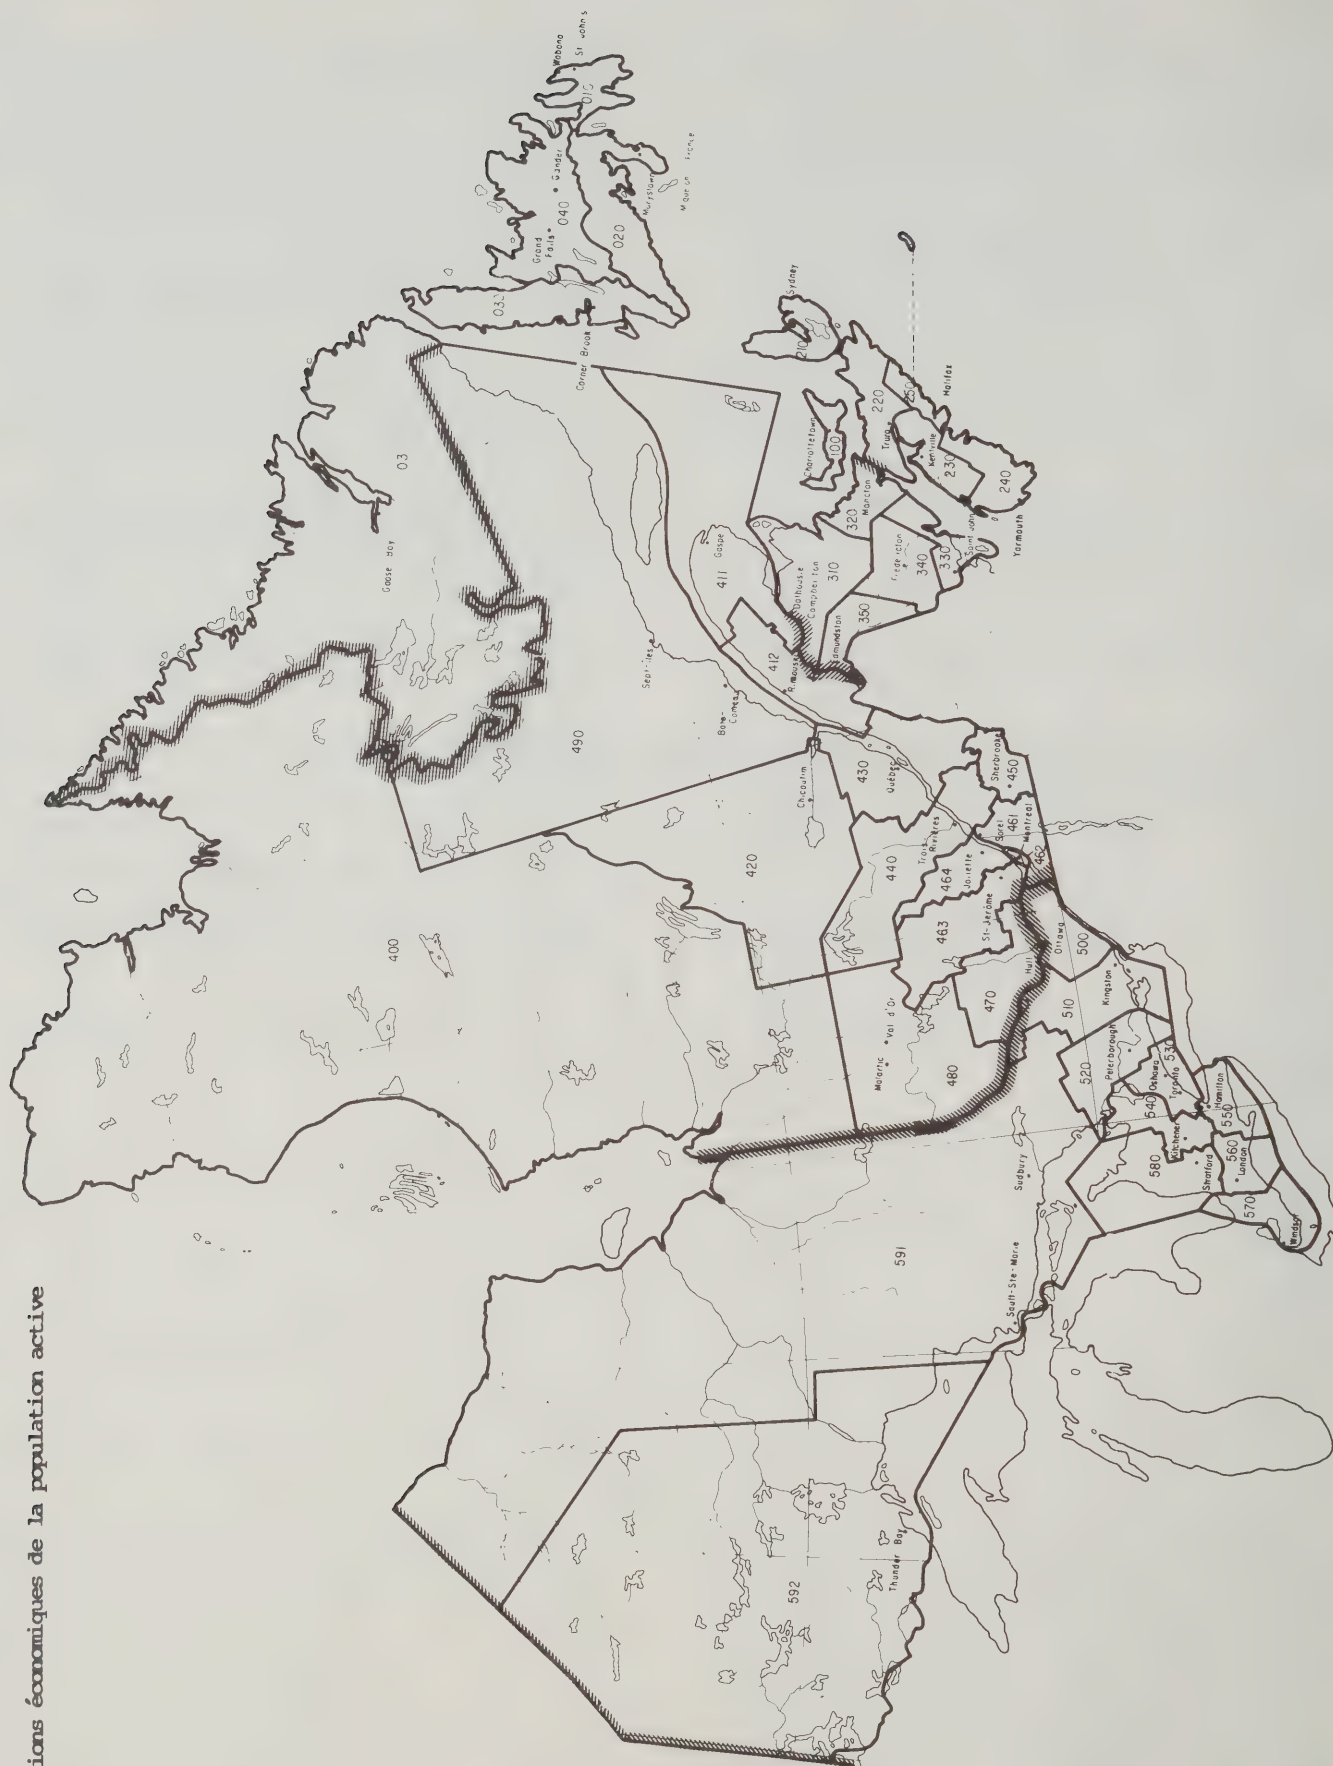 ions économiques de la population active
Wabana
St John's
010
Gander
040
Grand
Falls
020
Marystown
030
Corner Brook
03
Goose Bay
Sydney
210
220
250
Halifax
Truro
Charlottetown
100
Kentville
230
240
Yarmouth
Moncton
320
Saint John
330
340
310
350
Dalhousie
Campbellton
Edmundston
Gaspé
411
412
Rimouski
Sept-Iles
Baie-
Comeau
490
400
420
Chicoutimi
430
Québec
440
Trois
Rivières
Sherbrooke
450
Sorel
461
Montreal
462
464
Joliette
463
St-Jerome
Hull
Ottawa
500
470
480
Val d'Or
Malartic
510
Kingston
520
Peterborough
530
Oshawa
Toronto
540
Hamilton
550
Kitchener
580
Stratford
560
London
570
Windsor
Sudbury
591
Sault-Ste-Marie
592
Thunder Bay